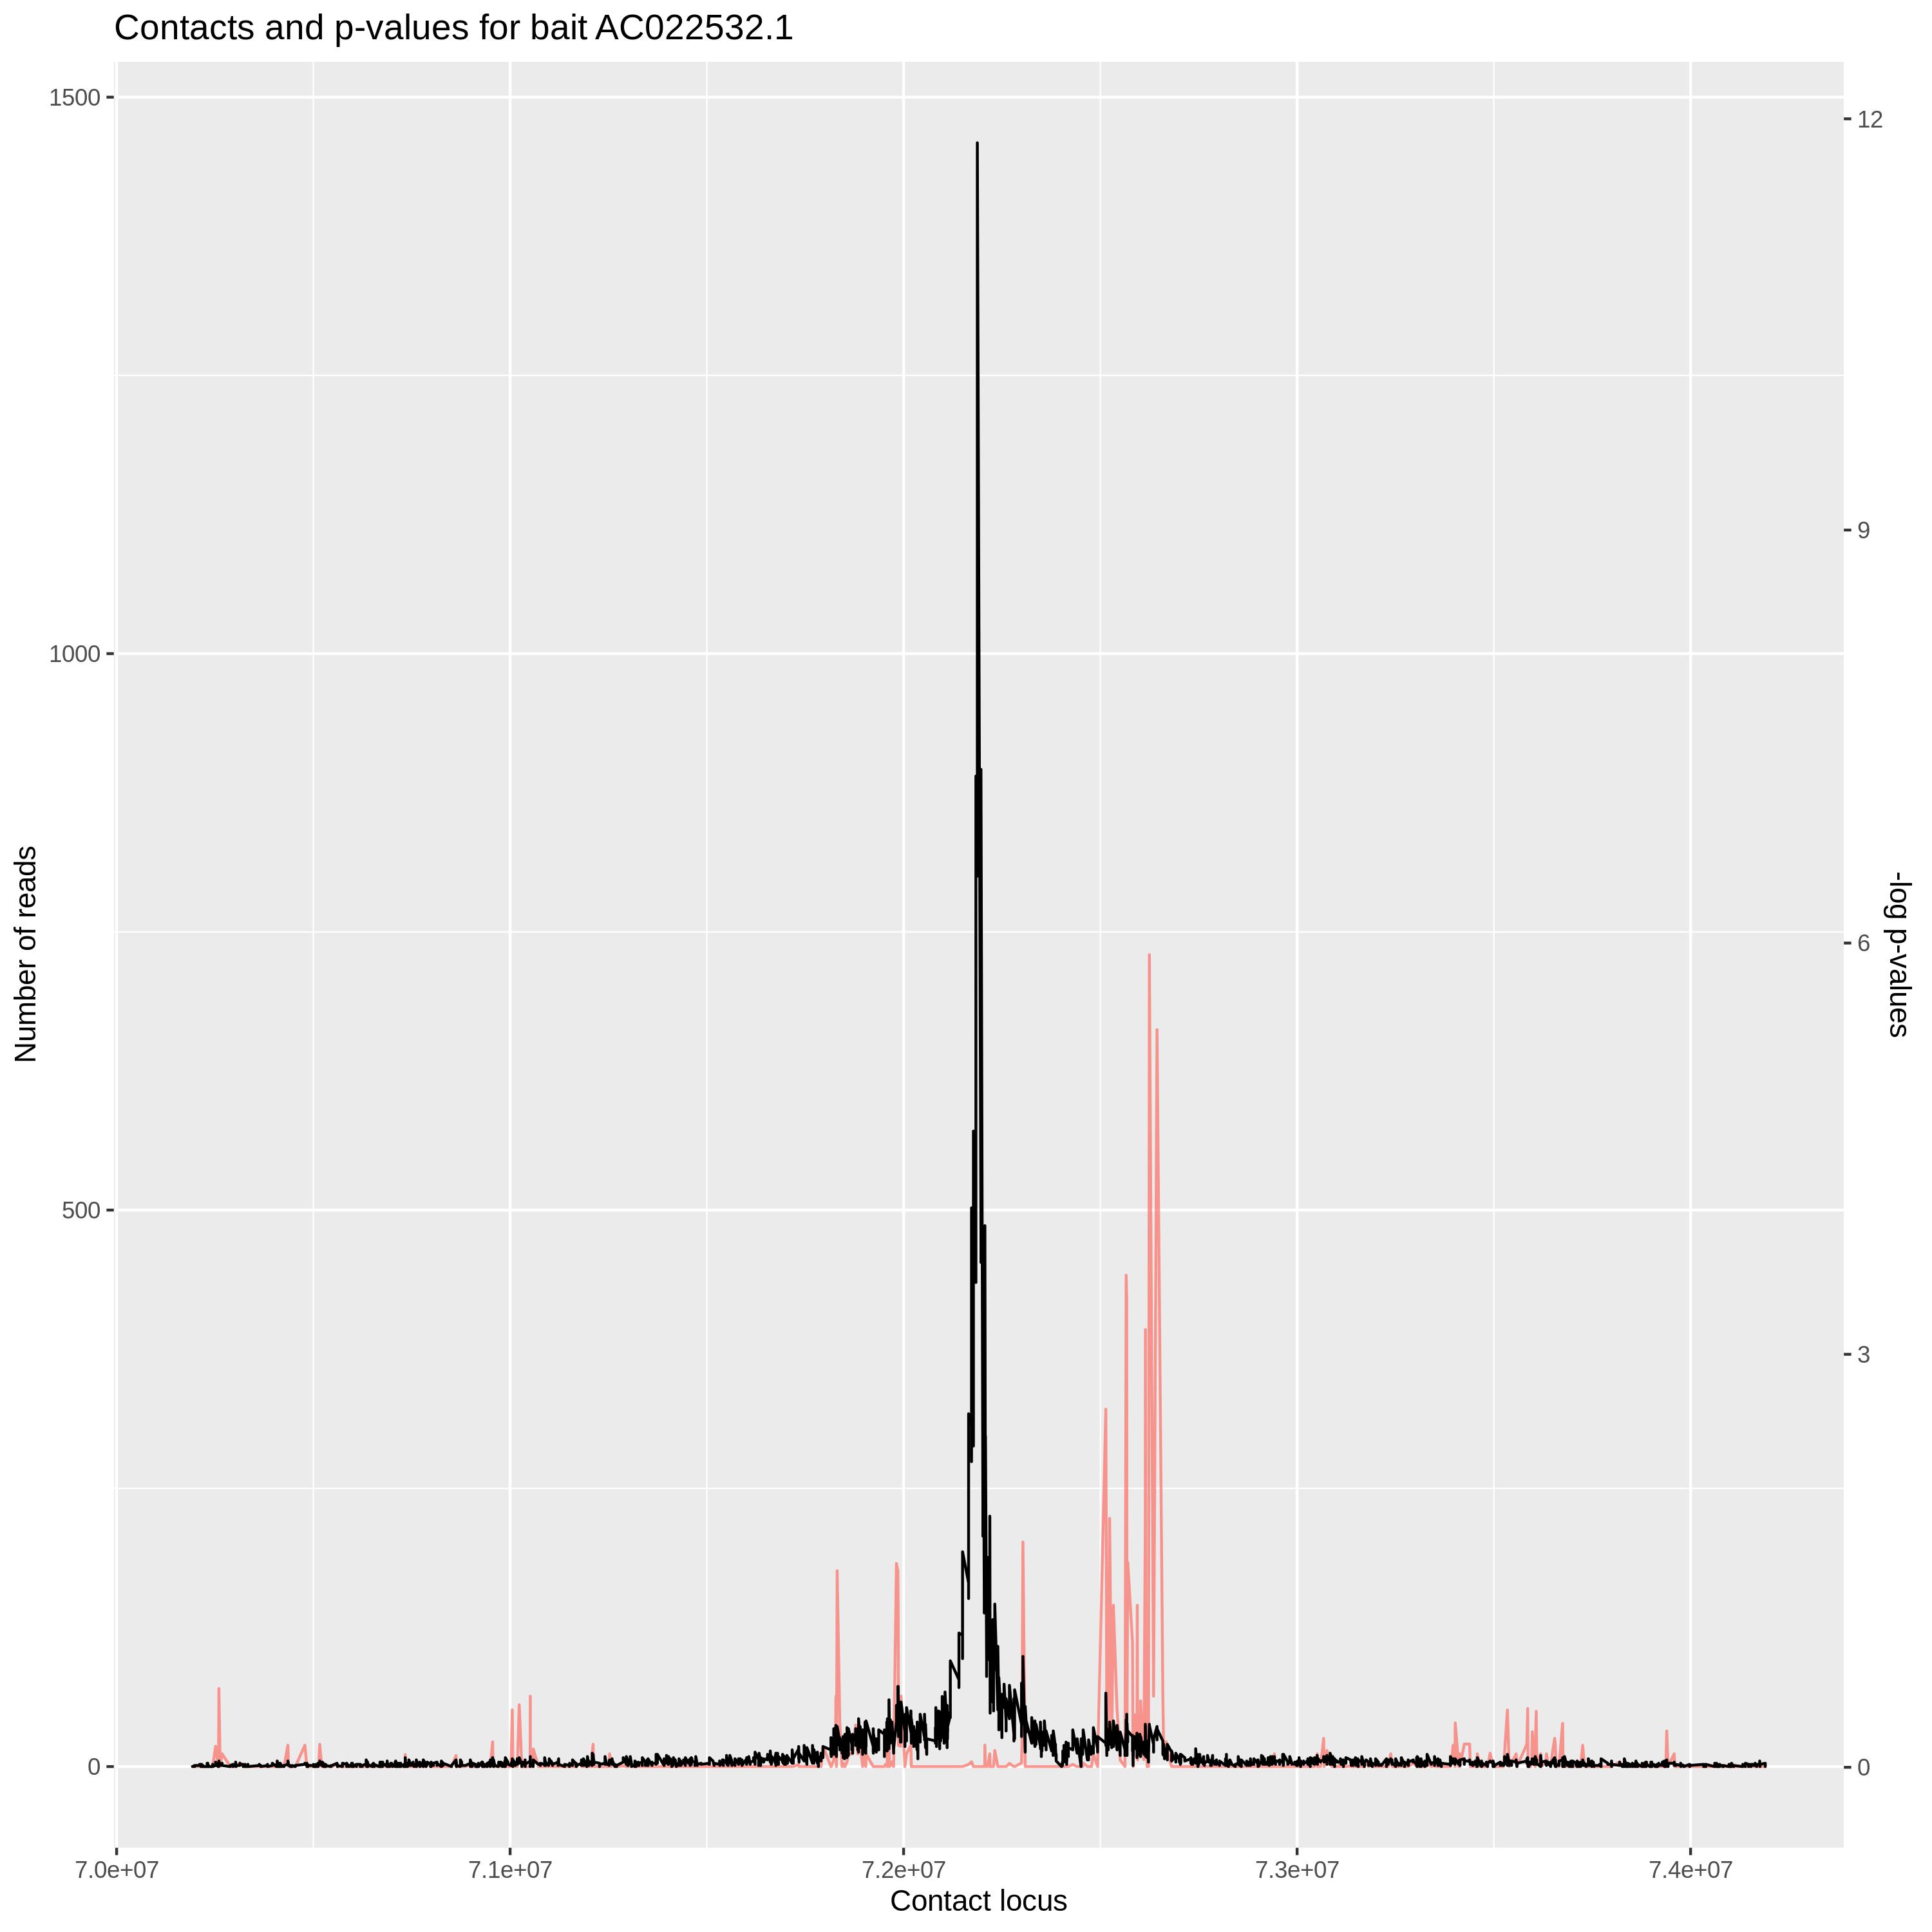 Contacts and p-values for bait AC022532.1
1500
1000
500
0
Number of reads
12
9
6
3
0
-log p-values
7.0e+07
7.1e+07
7.2e+07
7.3e+07
7.4e+07
Contact locus